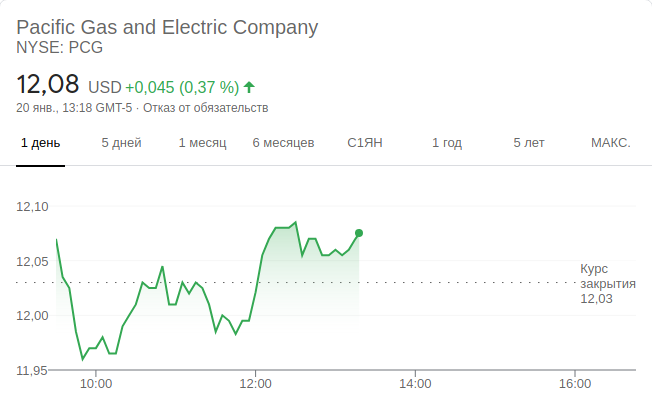 Pacific Gas and Electric Company
NYSE: PCG
12,08 USD +0,045 (0,37 %)
20 янв., 13:18 GMT-5 · Отказ от обязательств
1 день 5 дней 1 месяц 6 месяцев С1ЯН 1 год 5 лет МАКС.
12,10
12,05
12,00
11,95
Курс
закрытия
12,03
10:00 12:00 14:00 16:00